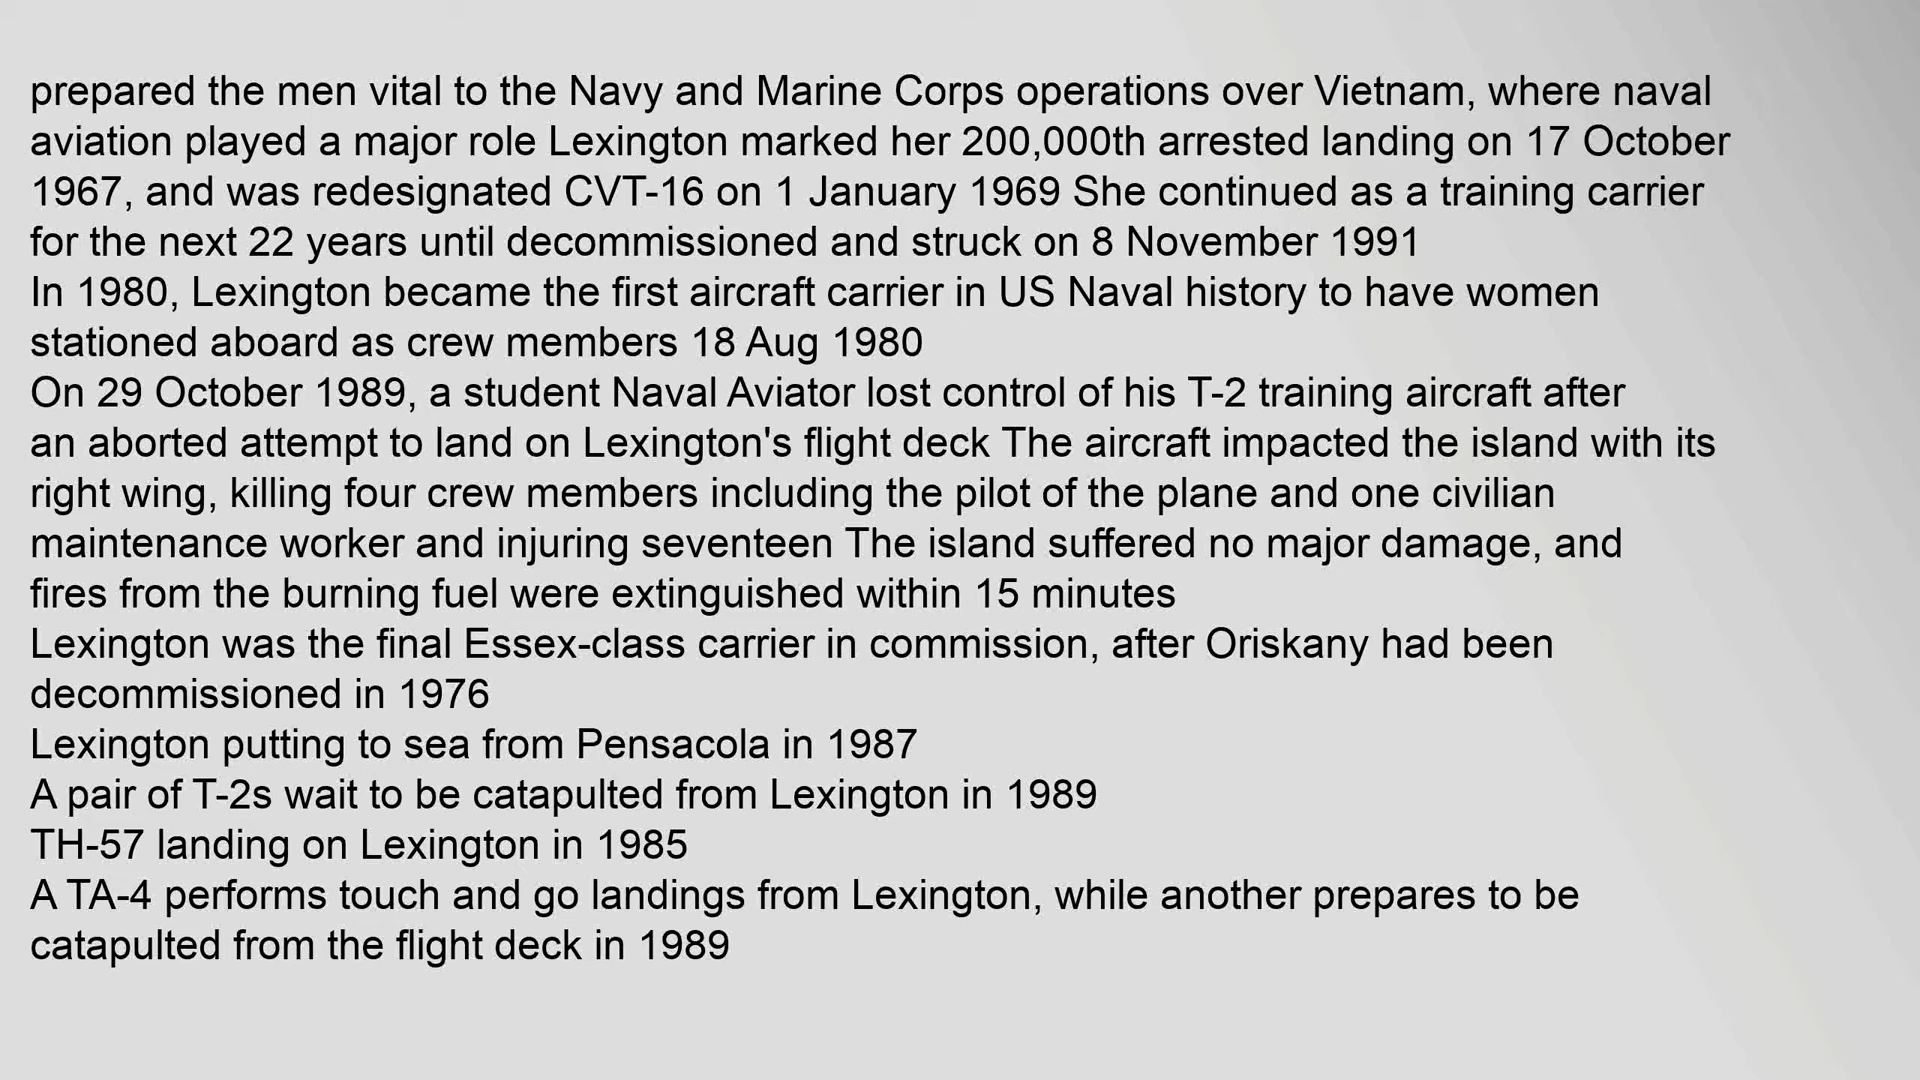 prepared the men vital to the Navy and Marine Corps operations over Vietnam, where naval
aviation played a major role Lexington marked her 200,000th arrested landing on 17 October
1967, and was redesignated CVT-16 on 1 January 1969 She continued as a training carrier
for the next 22 years until decommissioned and struck on 8 November 1991
In 1980, Lexington became the first aircraft carrier in US Naval history to have women
stationed aboard as crew members 18 Aug 1980
On 29 October 1989, a student Naval Aviator lost control of his T-2 training aircraft after
an aborted attempt to land on Lexington's flight deck The aircraft impacted the island with its
right wing, killing four crew members including the pilot of the plane and one civilian
maintenance worker and injuring seventeen The island suffered no major damage, and
fires from the burning fuel were extinguished within 15 minutes
Lexington was the final Essex-class carrier in commission, after Oriskany had been
decommissioned in 1976
Lexington putting to sea from Pensacola in 1987
A pair of T-2s wait to be catapulted from Lexington in 1989
TH-57 landing on Lexington in 1985
A TA-4 performs touch and go landings from Lexington, while another prepares to be
catapulted from the flight deck in 1989